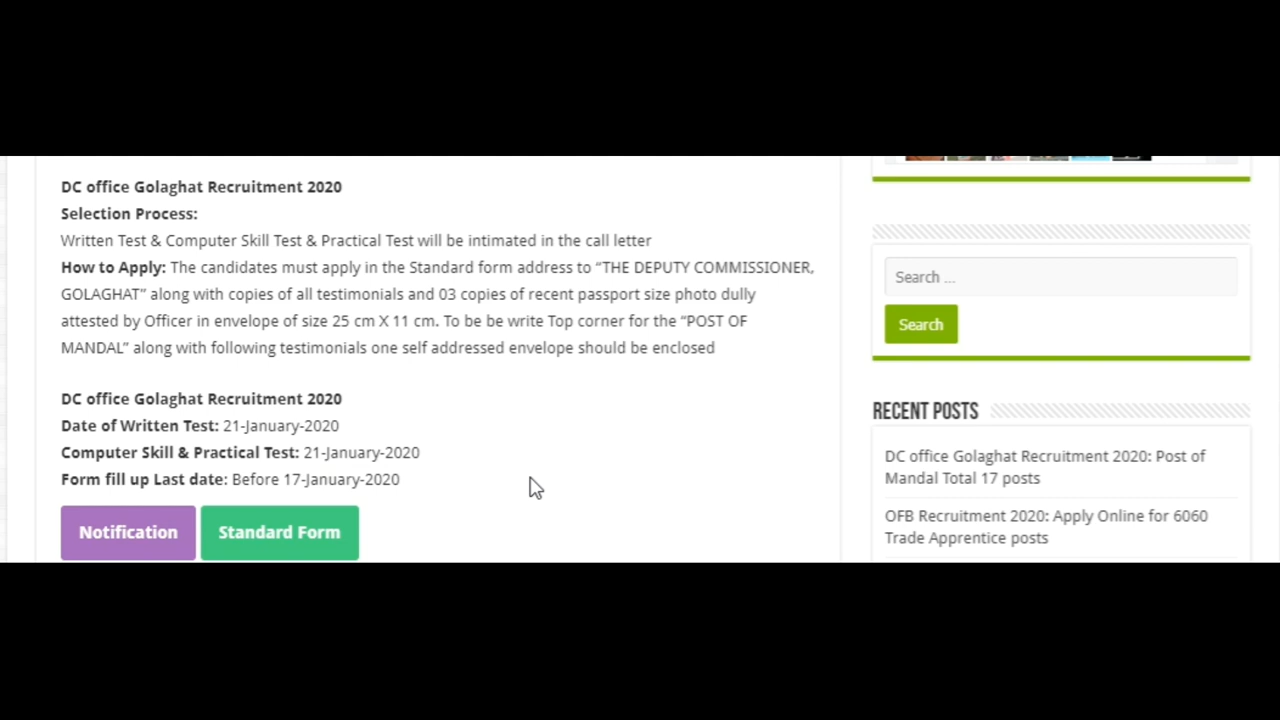 DC office Golaghat Recruitment 2020
Selection Process:
Written Test & Computer Skill Test & Practical Test will be intimated in the call letter
How to Apply: The candidates must apply in the Standard form address to “THE DEPUTY COMMISSIONER,
GOLAGHAT” along with copies of all testimonials and 03 copies of recent passport size photo dully
attested by Officer in envelope of size 25 cm X 11 cm. To be be write Top corner for the “POST OF
MANDAL” along with following testimonials one self addressed envelope should be enclosed
DC office Golaghat Recruitment 2020
Date of Written Test: 21-January-2020
Computer Skill & Practical Test: 21-January-2020
Form fill up Last date: Before 17-January-2020
Notification
Standard Form
Search ...
Search
RECENT POSTS
DC office Golaghat Recruitment 2020: Post of
Mandal Total 17 posts
OFB Recruitment 2020: Apply Online for 6060
Trade Apprentice posts